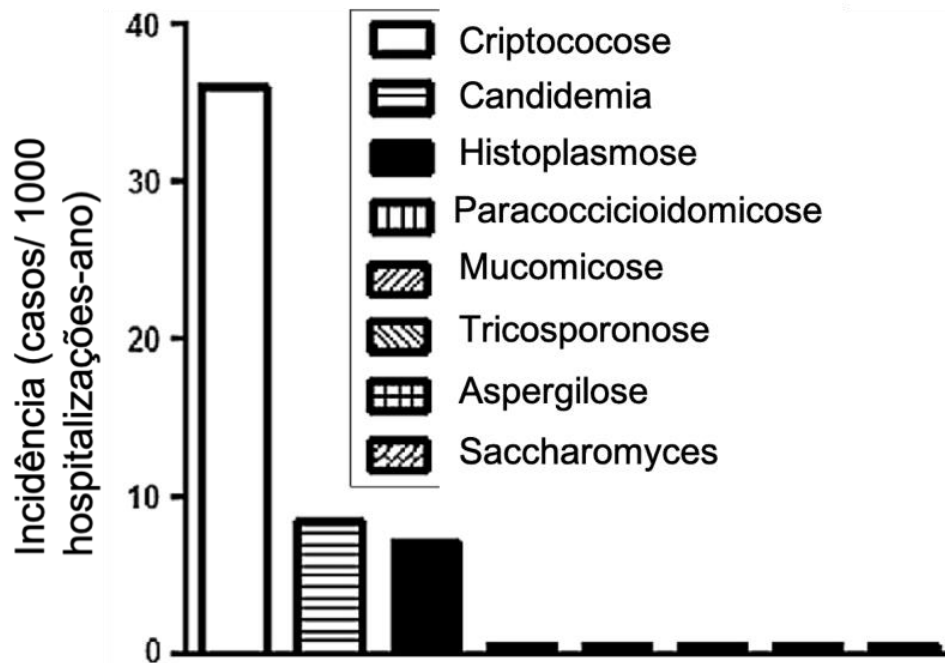 Incidência (casos/ 1000
hospitalizações-ano)
40
30
20
10
0
Criptococose
Candidemia
Histoplasmose
Paracoccicioidomicose
Mucomicose
Tricosporonose
Aspergilose
Saccharomyces